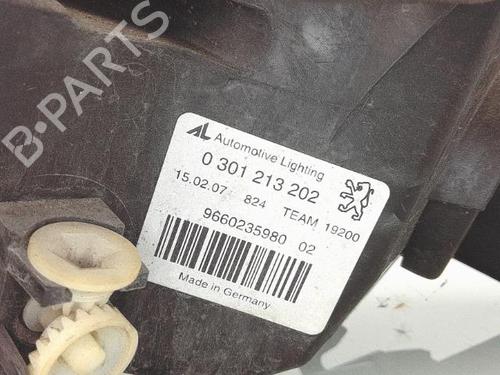 B-PARTS
AL Automotive Lighting
0 301 213 202
15.02.07 824 TEAM 19200
9660235980 02
Made in Germany